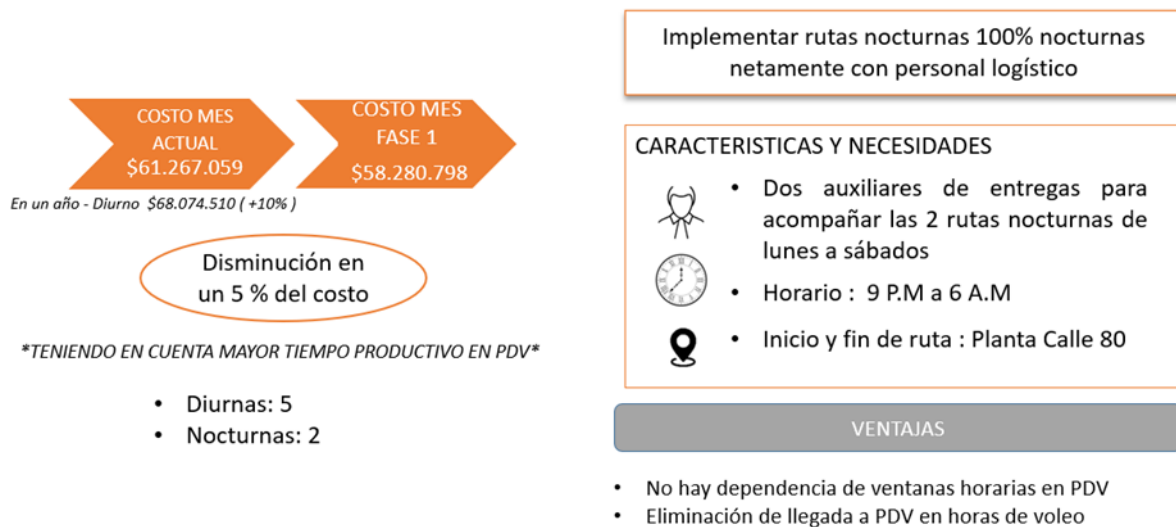 COSTO MES
ACTUAL
$61.267.059
COSTO MES
FASE 1
$58.280.798
En un año - Diurno $68.074.510 ( +10% )
Disminución en
un 5 % del costo
*TENIENDO EN CUENTA MAYOR TIEMPO PRODUCTIVO EN PDV*
• Diurnas: 5
• Nocturnas: 2
Implementar rutas nocturnas 100% nocturnas
netamente con personal logístico
CARACTERISTICAS Y NECESIDADES
• Dos auxiliares de entregas para
acompañar las 2 rutas nocturnas de
lunes a sábados
• Horario : 9 P.M a 6 A.M
• Inicio y fin de ruta : Planta Calle 80
VENTAJAS
• No hay dependencia de ventanas horarias en PDV
• Eliminación de llegada a PDV en horas de voleo